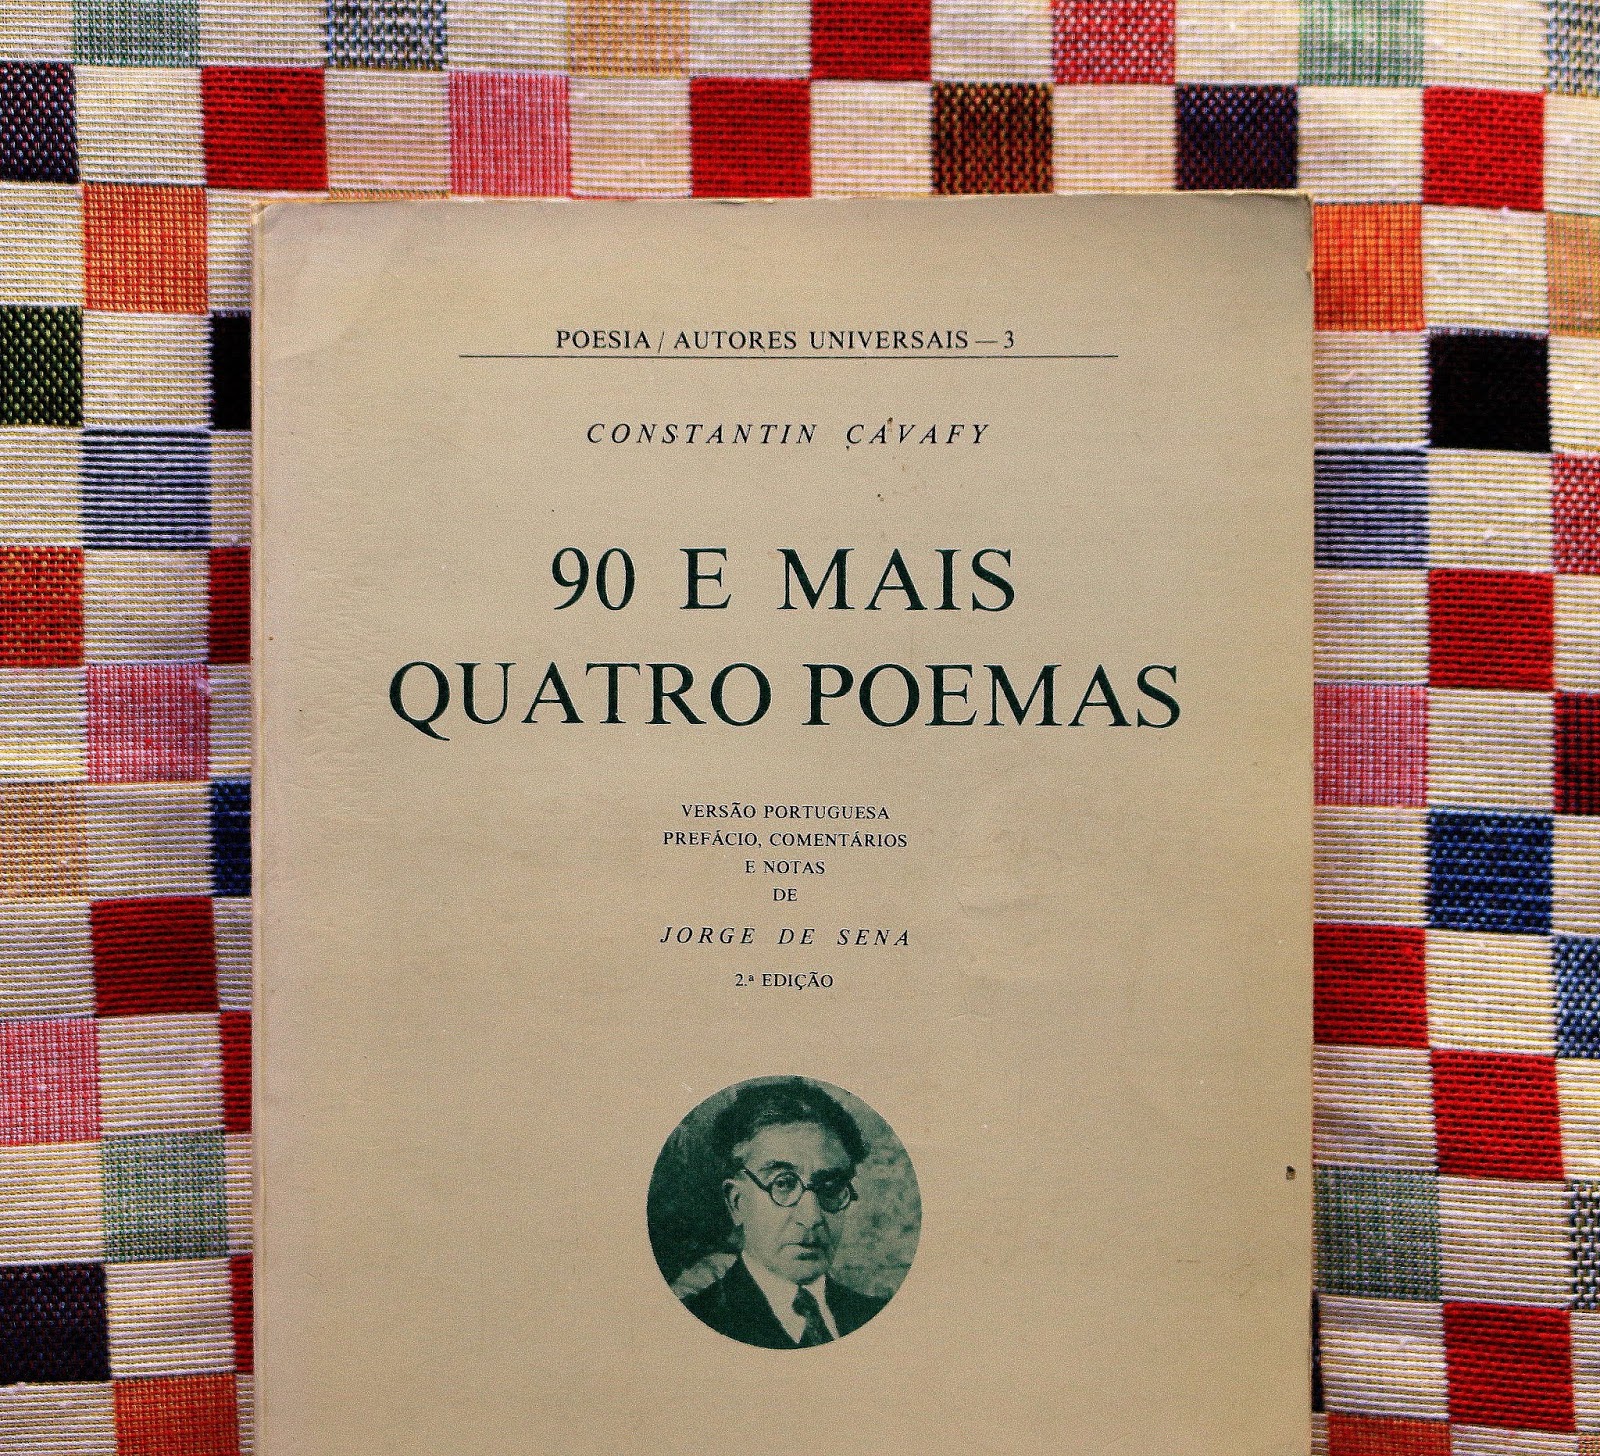 POESIA / AUTORES UNIVERSAIS — 3
CONSTANTIN CAVAFY
90 E MAIS
QUATRO POEMAS
VERSÃO PORTUGUESA
PREFÁCIO, COMENTÁRIOS
E NOTAS
DE
JORGE DE SENA
2.ª EDIÇÃO